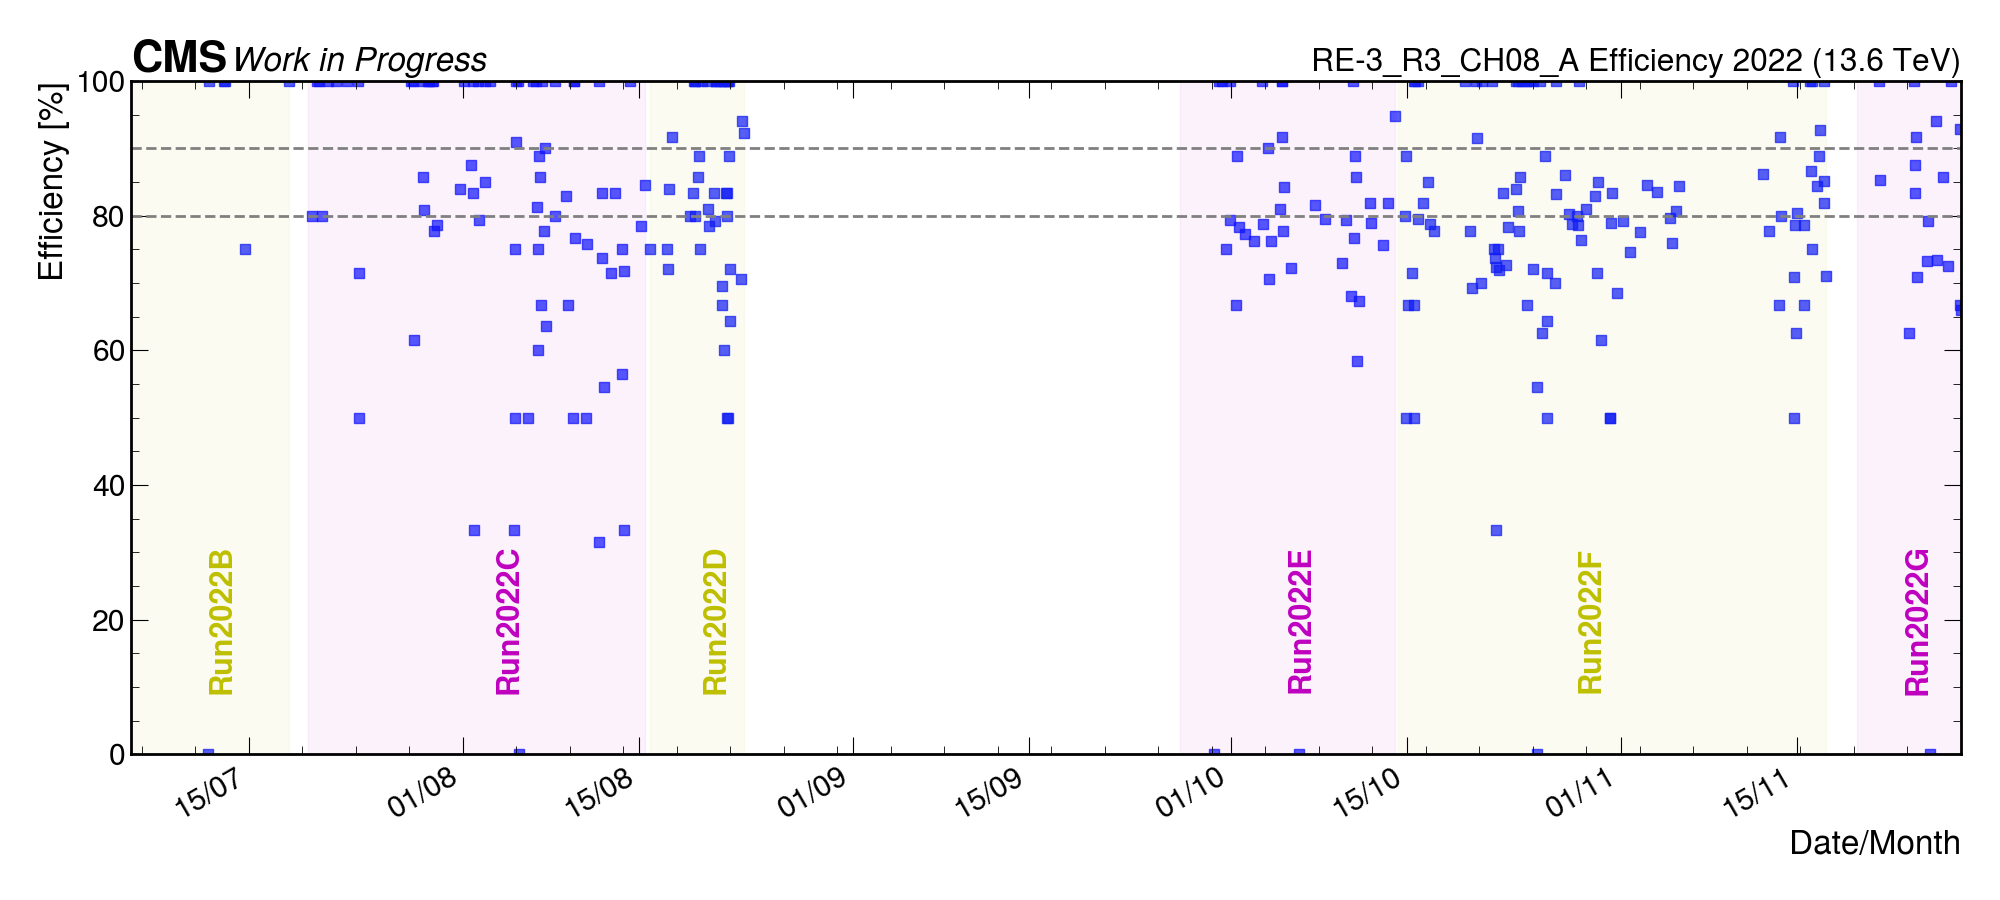 CMS Work in Progress
RE-3_R3_CH08_A Efficiency 2022 (13.6 TeV)
Efficiency [%]
100
80
60
40
20
0
Run2022B
Run2022C
Run2022D
Run2022E
Run2022F
Run2022G
15/07
01/08
15/08
01/09
15/09
01/10
15/10
01/11
15/11
Date/Month